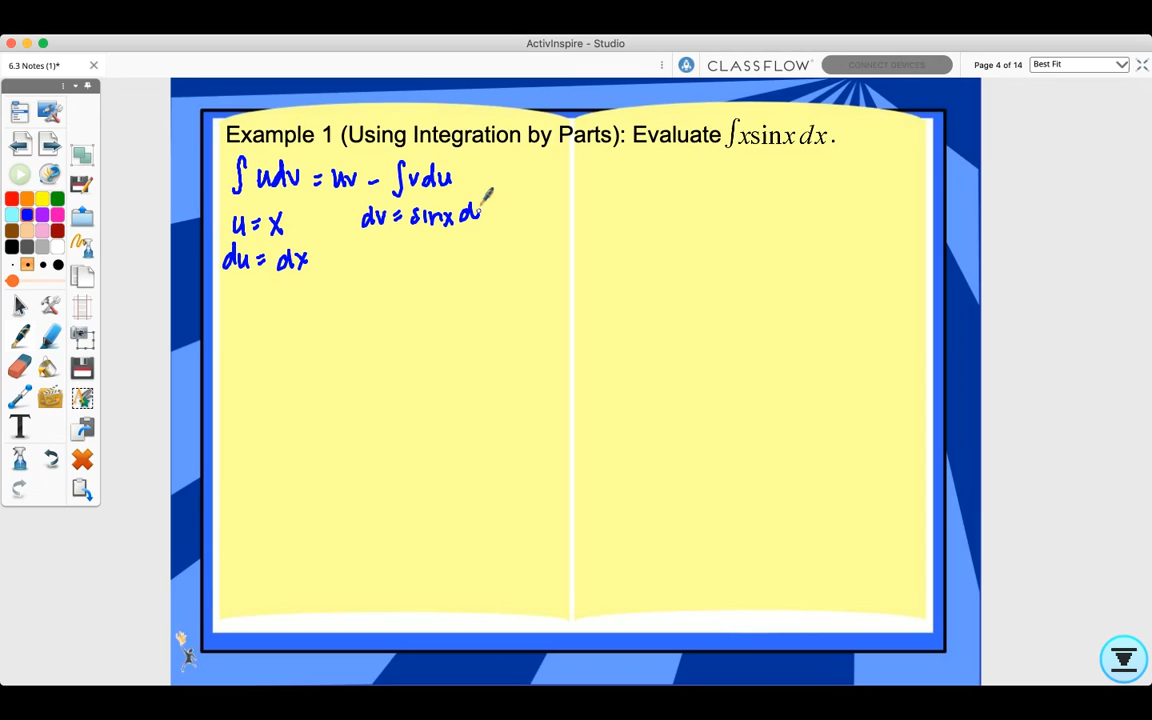 ActivInspire - Studio
6.3 Notes (1)*
CLASSFLOW
CONNECT DEVICES
Page 4 of 14
Best Fit
Example 1 (Using Integration by Parts): Evaluate ∫x sin x dx.
∫udv = uv - ∫vdu
u = x dv = sinx d
du = dx
T